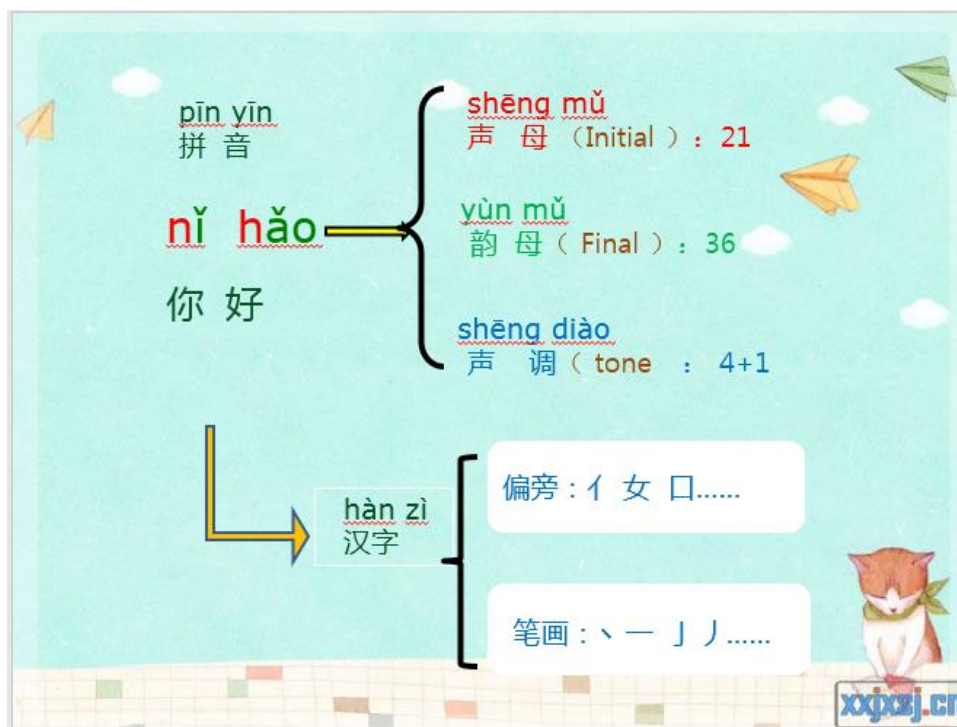 pīn yīn
拼 音
nǐ hǎo
你 好
shēng mǔ
声 母 （Initial ）：21
yùn mǔ
韵 母（ Final ）：36
shēng diào
声 调（ tone ： 4+1
hàn zì
汉字
偏旁：亻 女 口......
笔画：丶 一 亅 丿......
xxjxsj.cn